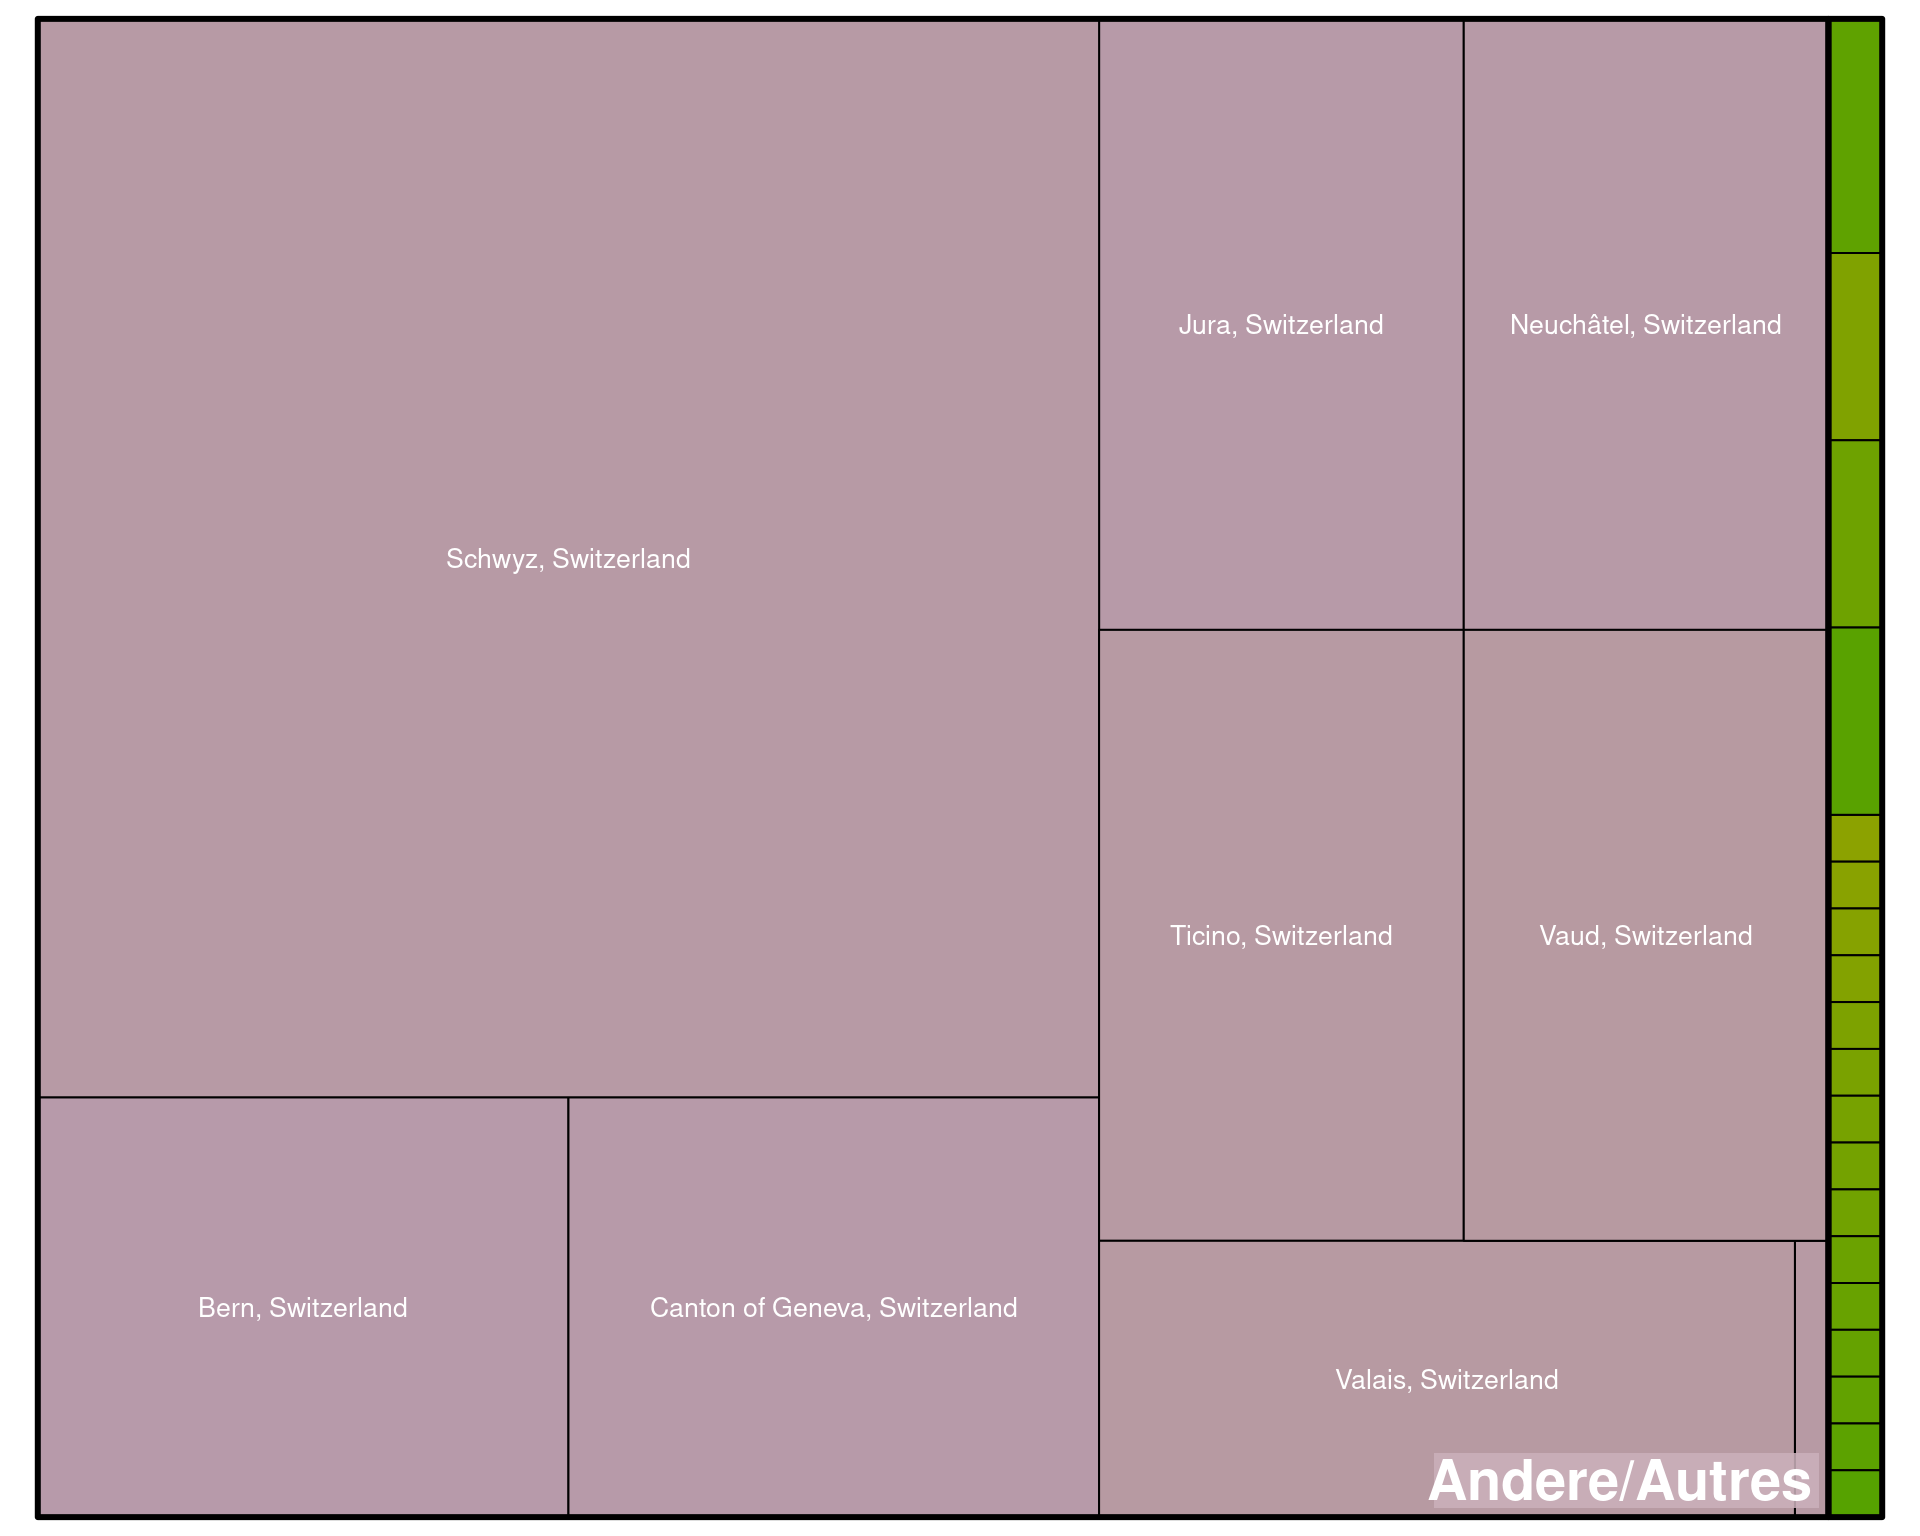 Schwyz, Switzerland
Jura, Switzerland
Neuchâtel, Switzerland
Ticino, Switzerland
Vaud, Switzerland
Bern, Switzerland
Canton of Geneva, Switzerland
Valais, Switzerland
Andere/Autres